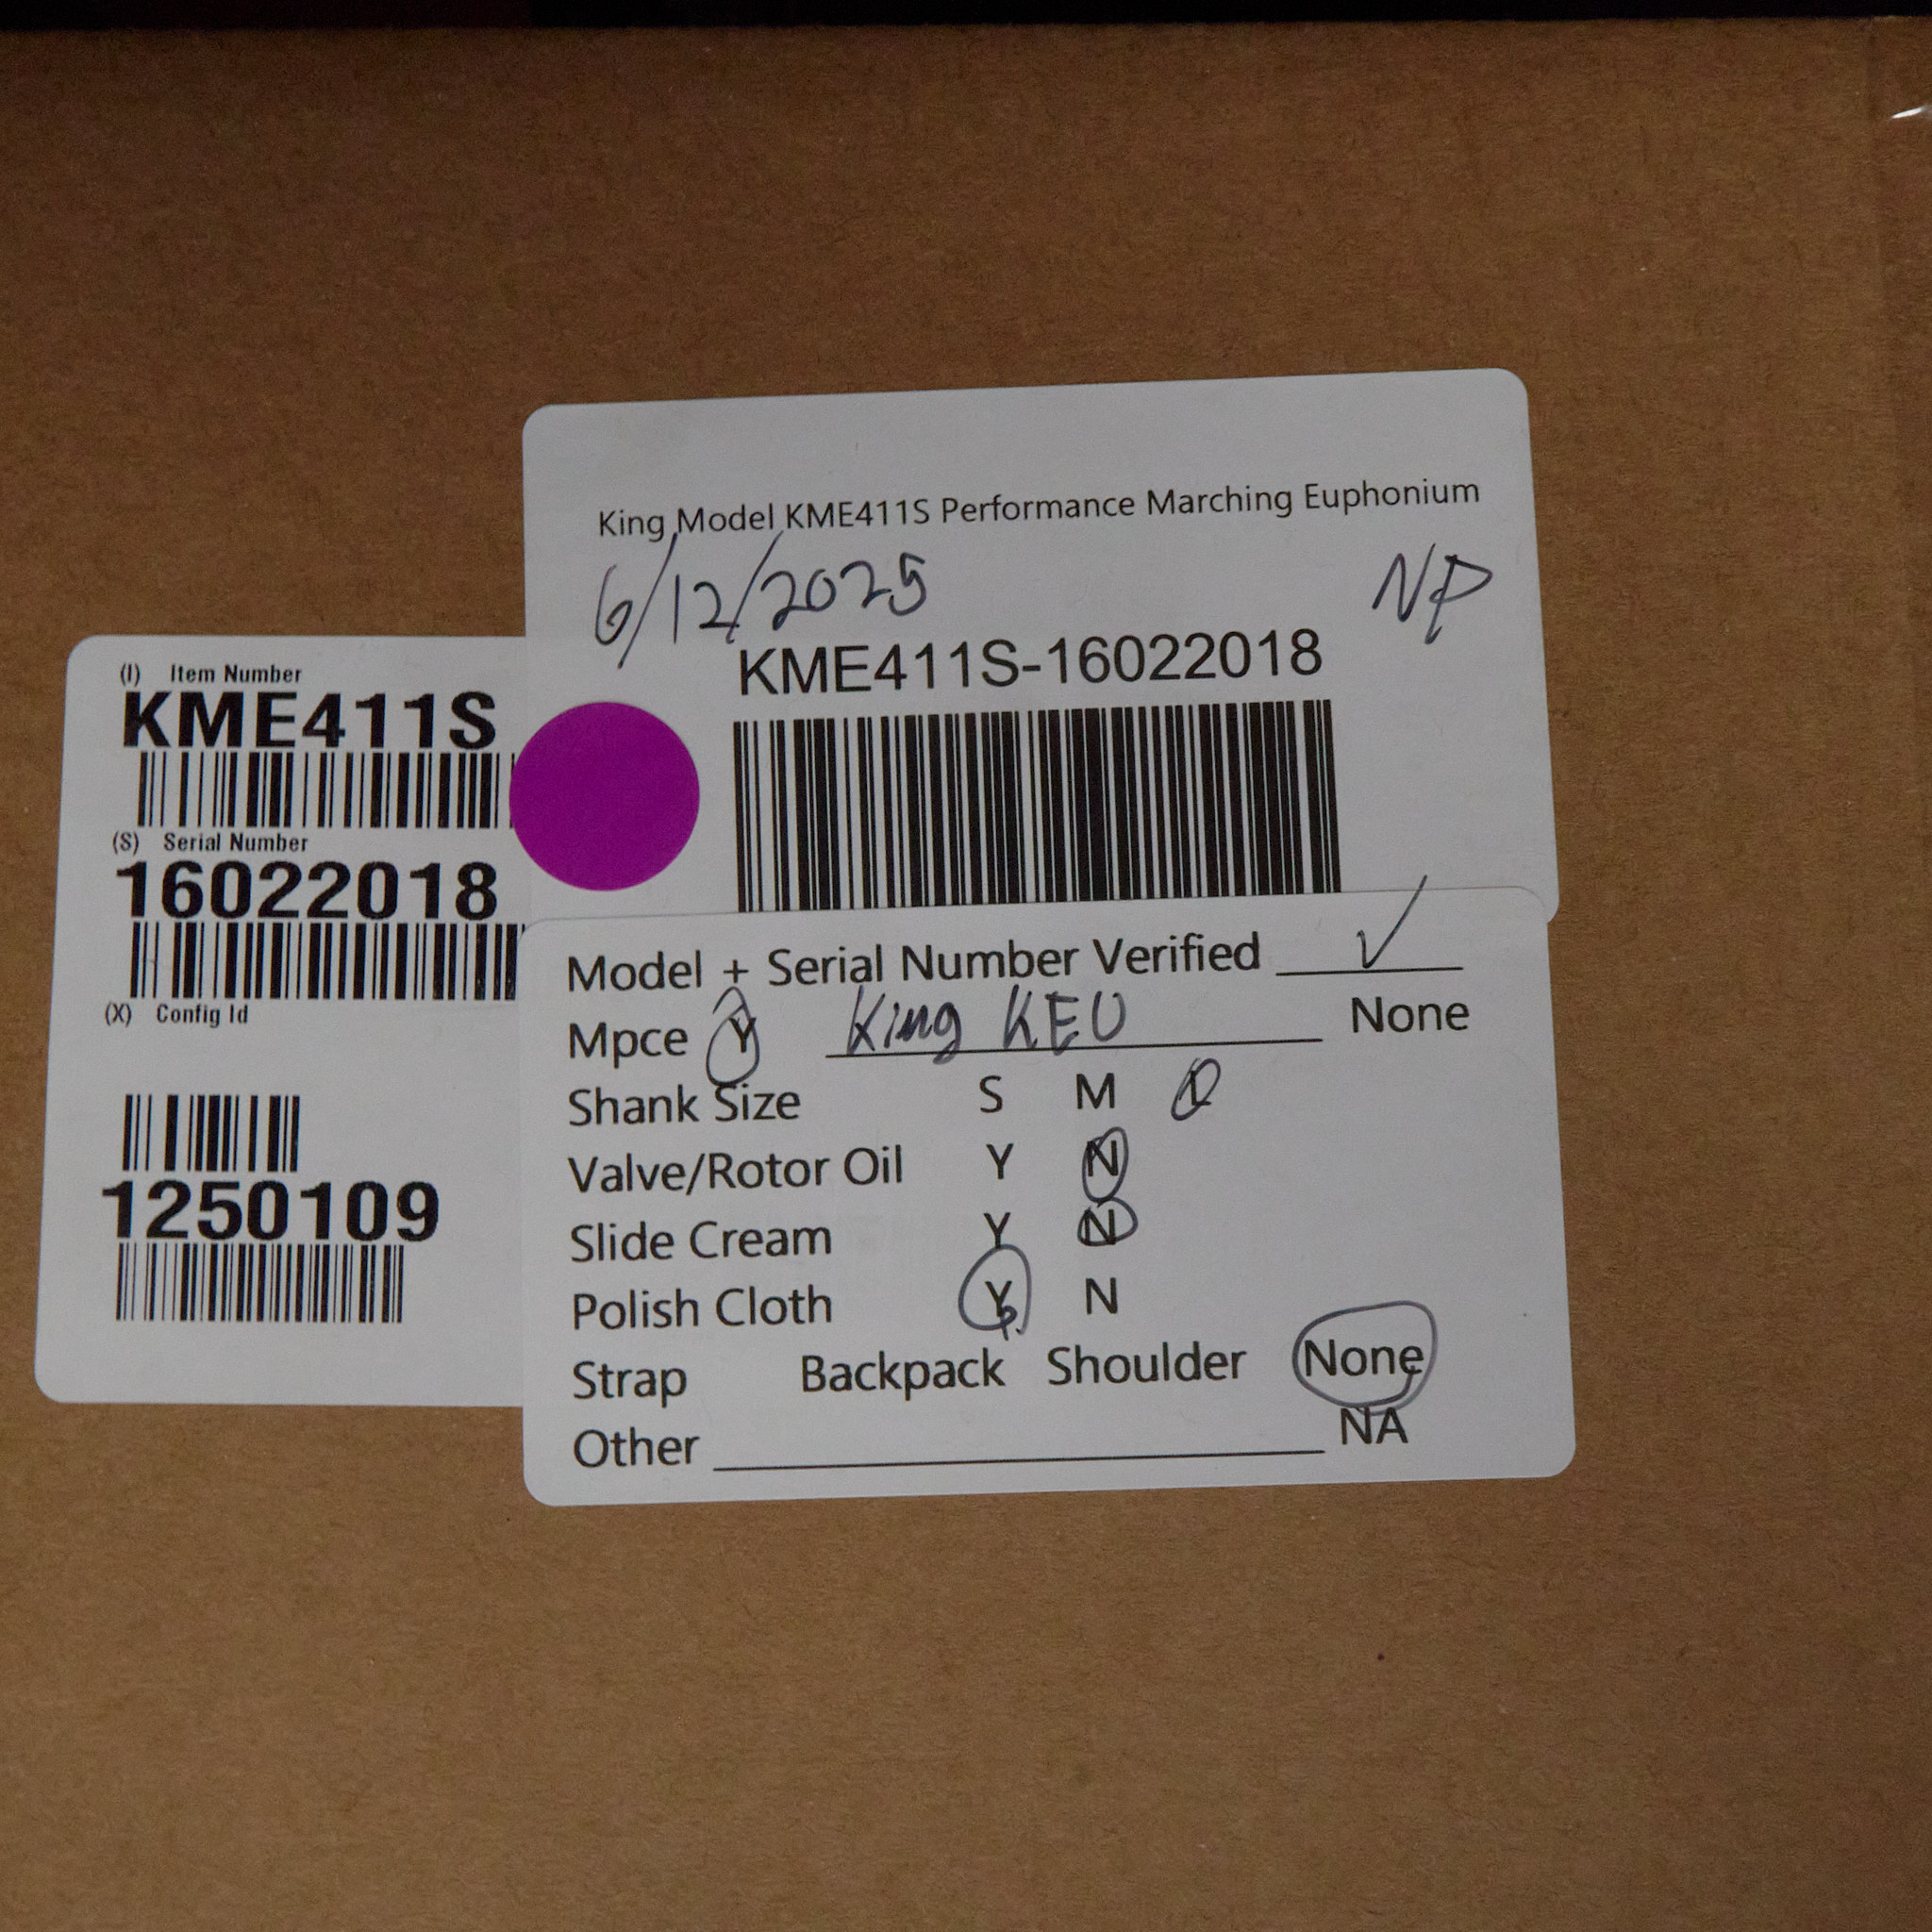 King Model KME411S Performance Marching Euphonium
6/12/2025 NP
KME411S-16022018
(I) Item Number
KME411S
(S) Serial Number
16022018
(X) Config Id
1250109
Model + Serial Number Verified ✓
Mpce Y King KEU None
Shank Size S M L
Valve/Rotor Oil Y N
Slide Cream Y N
Polish Cloth Y N
Strap Backpack Shoulder None
Other NA